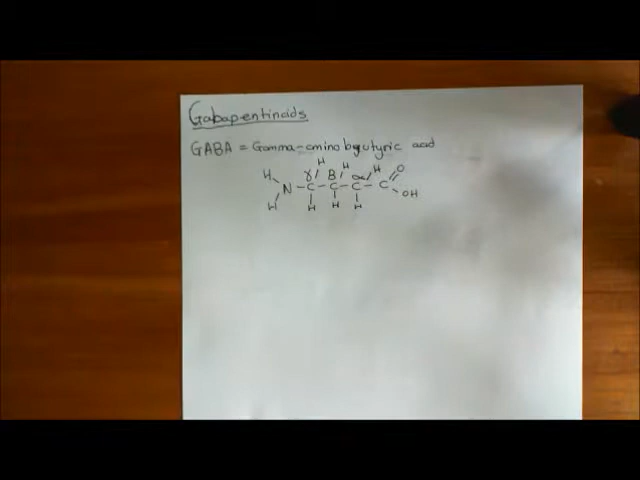 Gabapentinoids
GABA = Gamma-amino butyric acid
H H H H O
H N - C - C - C - C OH
γ B α
H H H H